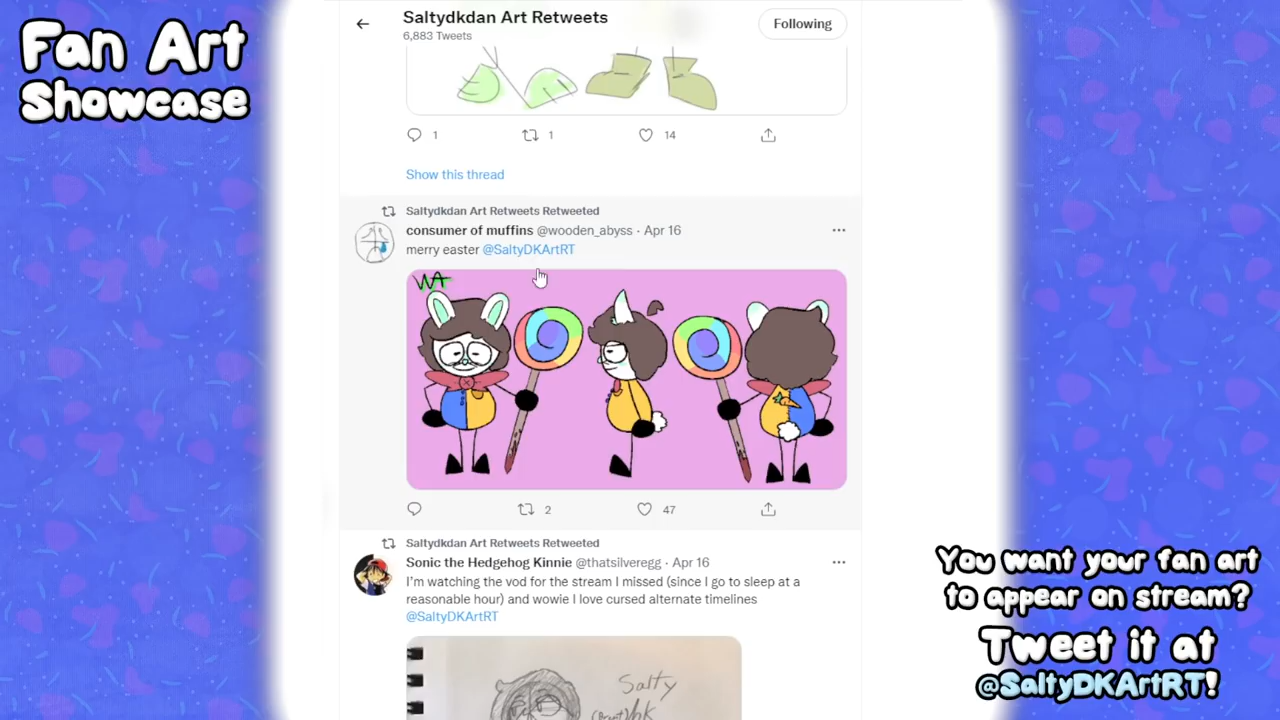 Fan Art
Showcase
Saltydkdan Art Retweets
6,883 Tweets
Following
1
1
14
Show this thread
Saltydkdan Art Retweets Retweeted
consumer of muffins @wooden_abyss · Apr 16
merry easter @SaltyDKArtRT
WA
2
47
Saltydkdan Art Retweets Retweeted
Sonic the Hedgehog Kinnie @thatsilveregg · Apr 16
I'm watching the vod for the stream I missed (since I go to sleep at a
reasonable hour) and wowie I love cursed alternate timelines
@SaltyDKArtRT
Salty
You want your fan art
to appear on stream?
Tweet it at
@SaltyDKArtRT!